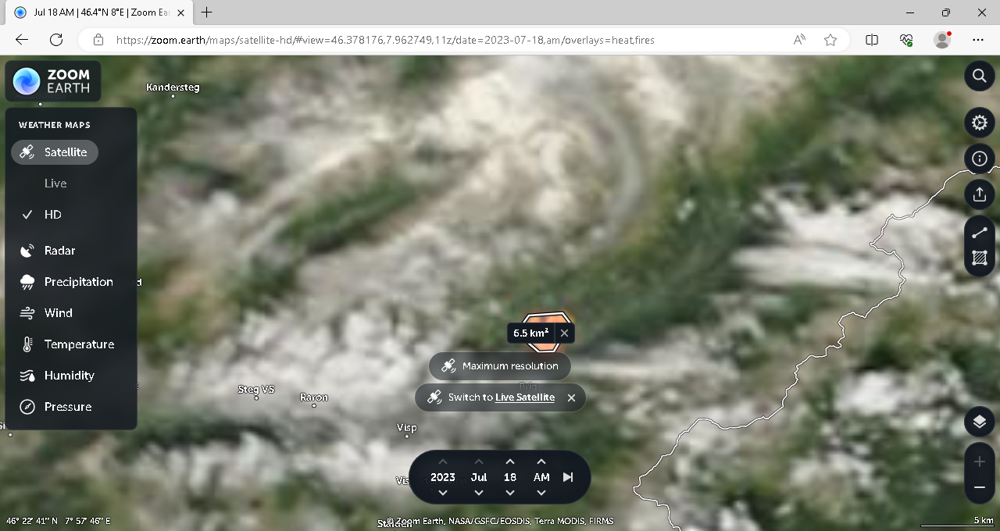 Jul 18 AM | 46.4°N 8°E | Zoom Ea
https://zoom.earth/maps/satellite-hd/#view=46.378176,7.962749,11z/date=2023-07-18,am/overlays=heat,fires
ZOOM
EARTH
Kandersteg
WEATHER MAPS
Satellite
Live
HD
Radar
Precipitation
Wind
Temperature
Humidity
Pressure
6.5 km²
Maximum resolution
Brig
Switch to Live Satellite
Steg VS
Raron
Visp
2023 Jul 18 AM
46° 22' 41" N 7° 57' 46" E
Stalden
© Zoom Earth, NASA/GSFC/EOSDIS, Terra MODIS, FIRMS
5 km